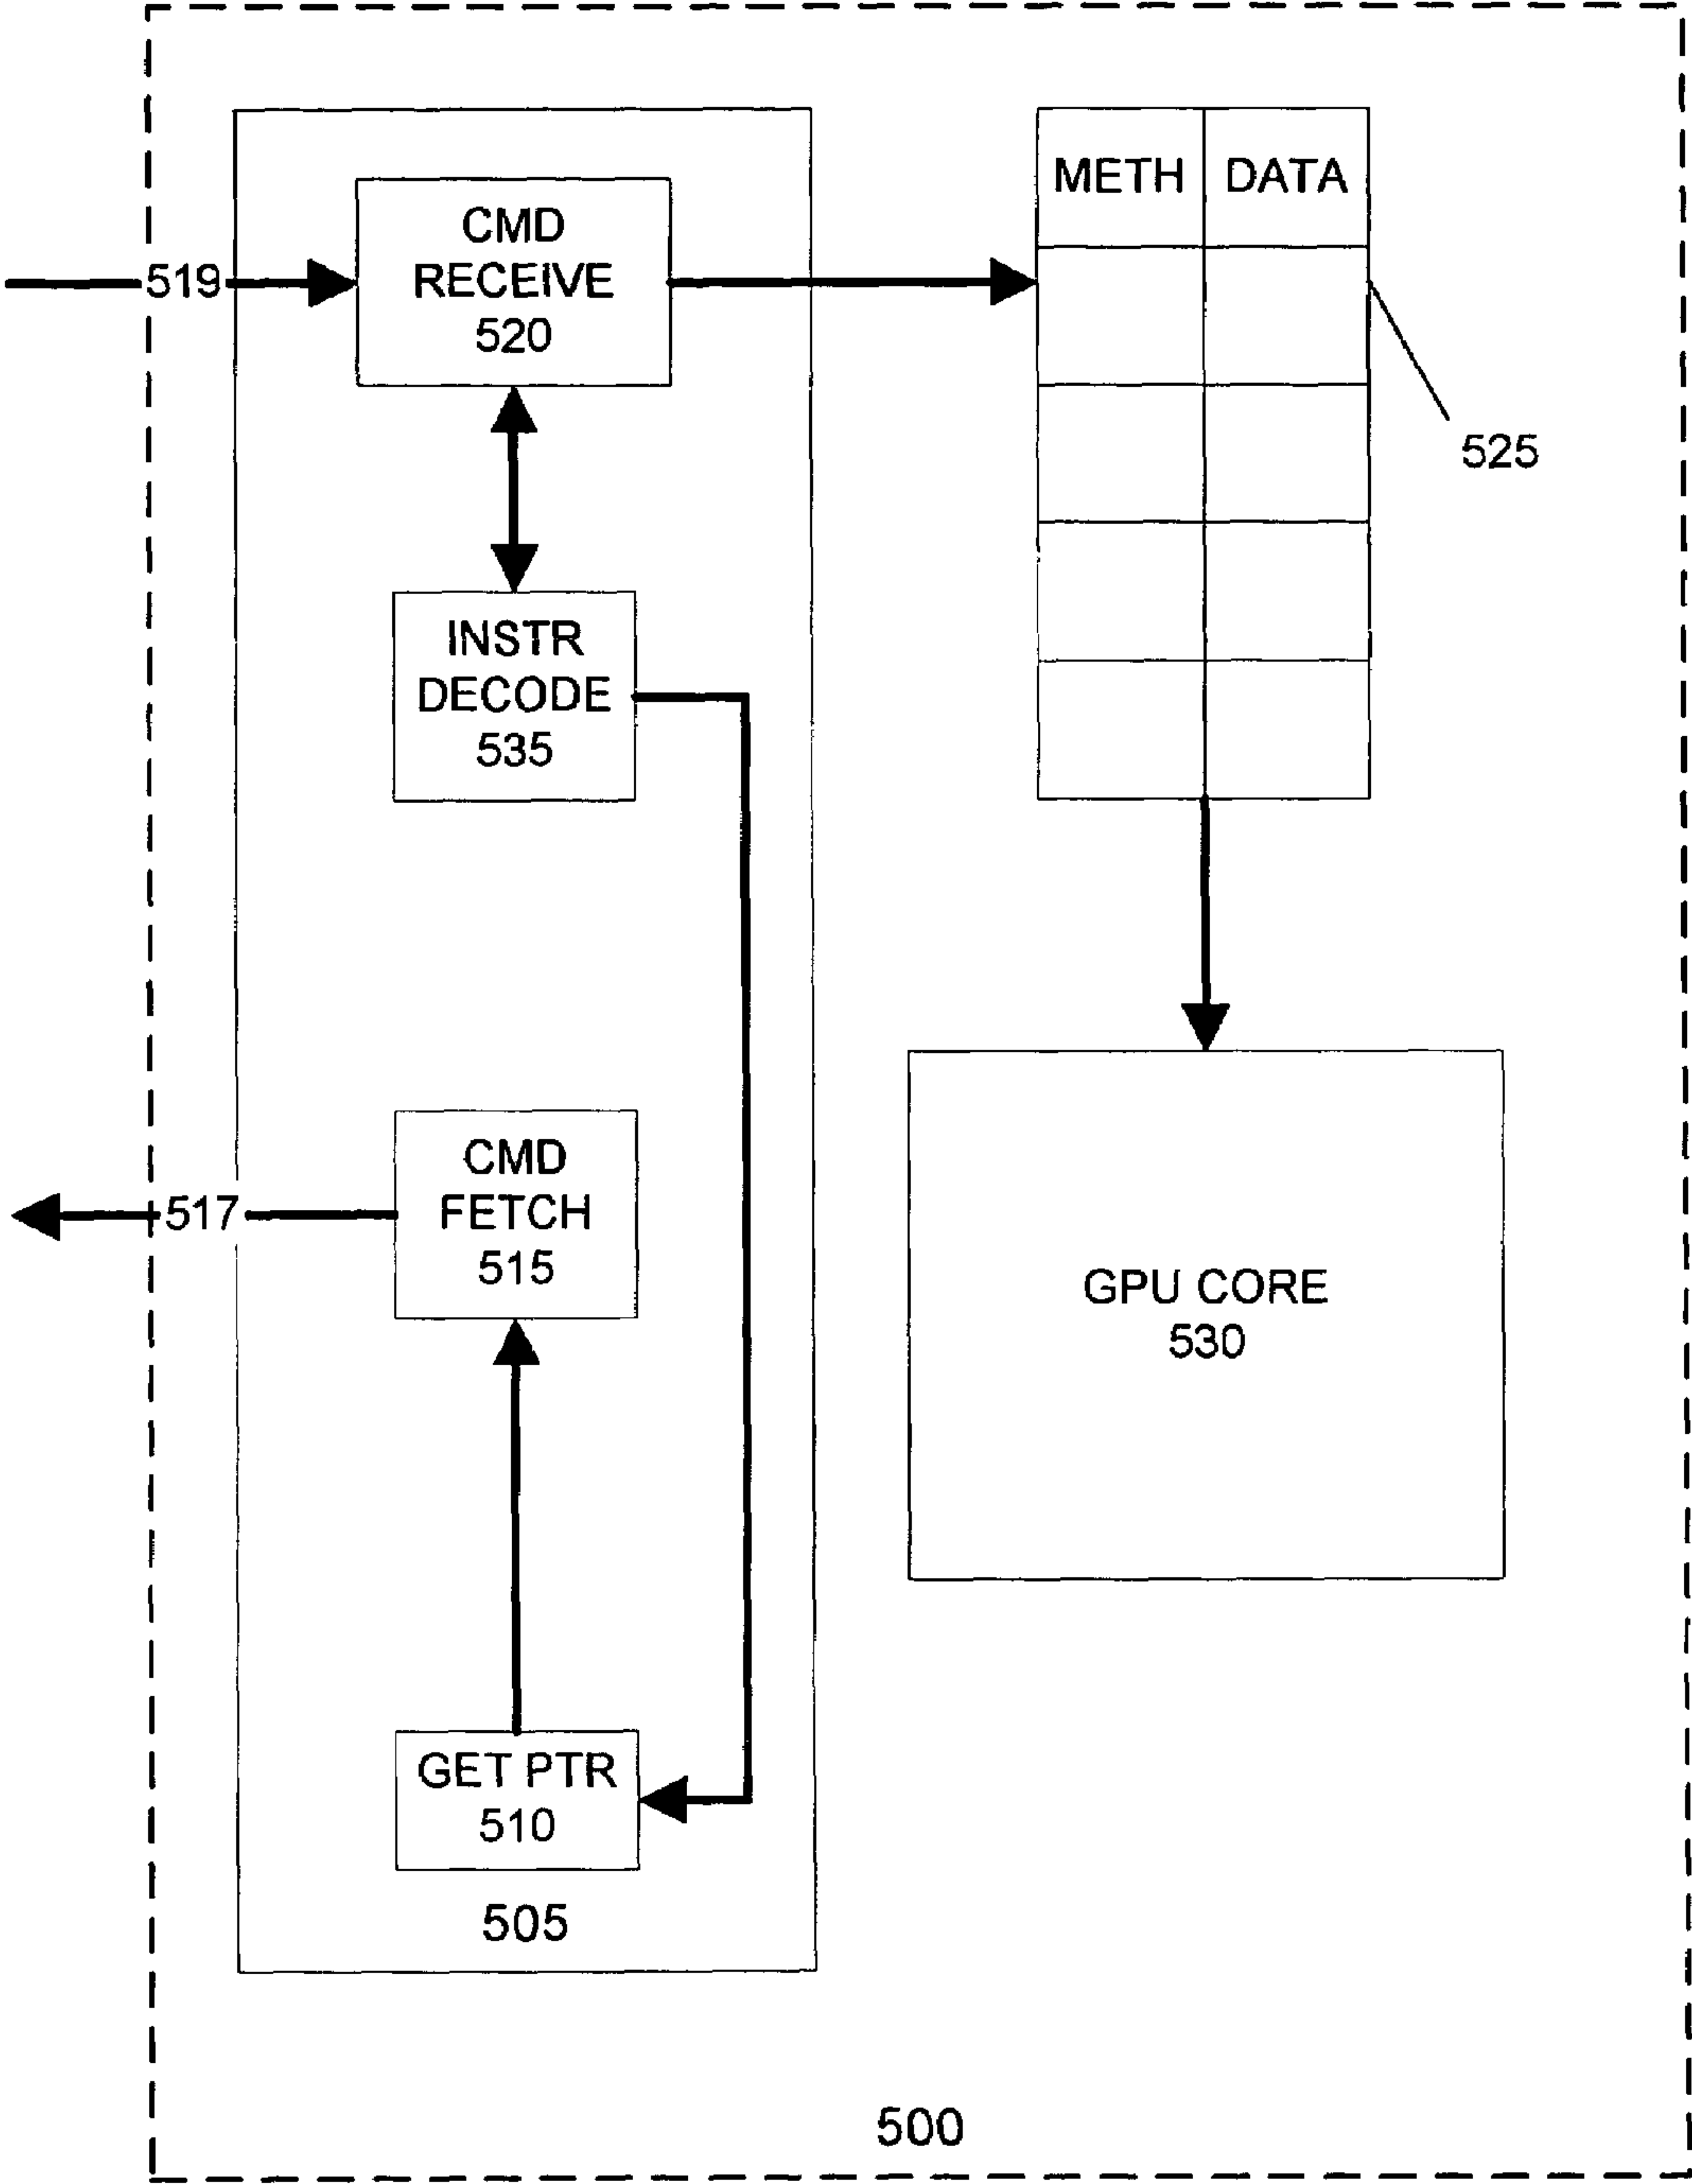 METH DATA
CMD
RECEIVE
520
519
525
INSTR
DECODE
535
CMD
FETCH
515
517
GPU CORE
530
GET PTR
510
505
500